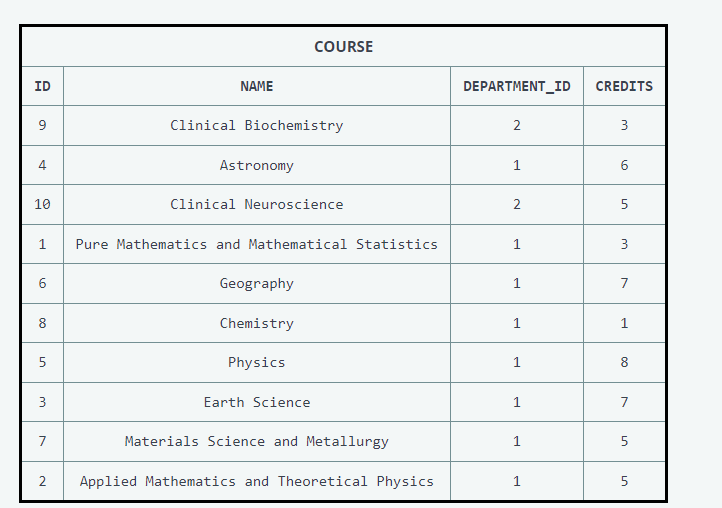 COURSE
ID NAME DEPARTMENT_ID CREDITS
9 Clinical Biochemistry 2 3
4 Astronomy 1 6
10 Clinical Neuroscience 2 5
1 Pure Mathematics and Mathematical Statistics 1 3
6 Geography 1 7
8 Chemistry 1 1
5 Physics 1 8
3 Earth Science 1 7
7 Materials Science and Metallurgy 1 5
2 Applied Mathematics and Theoretical Physics 1 5